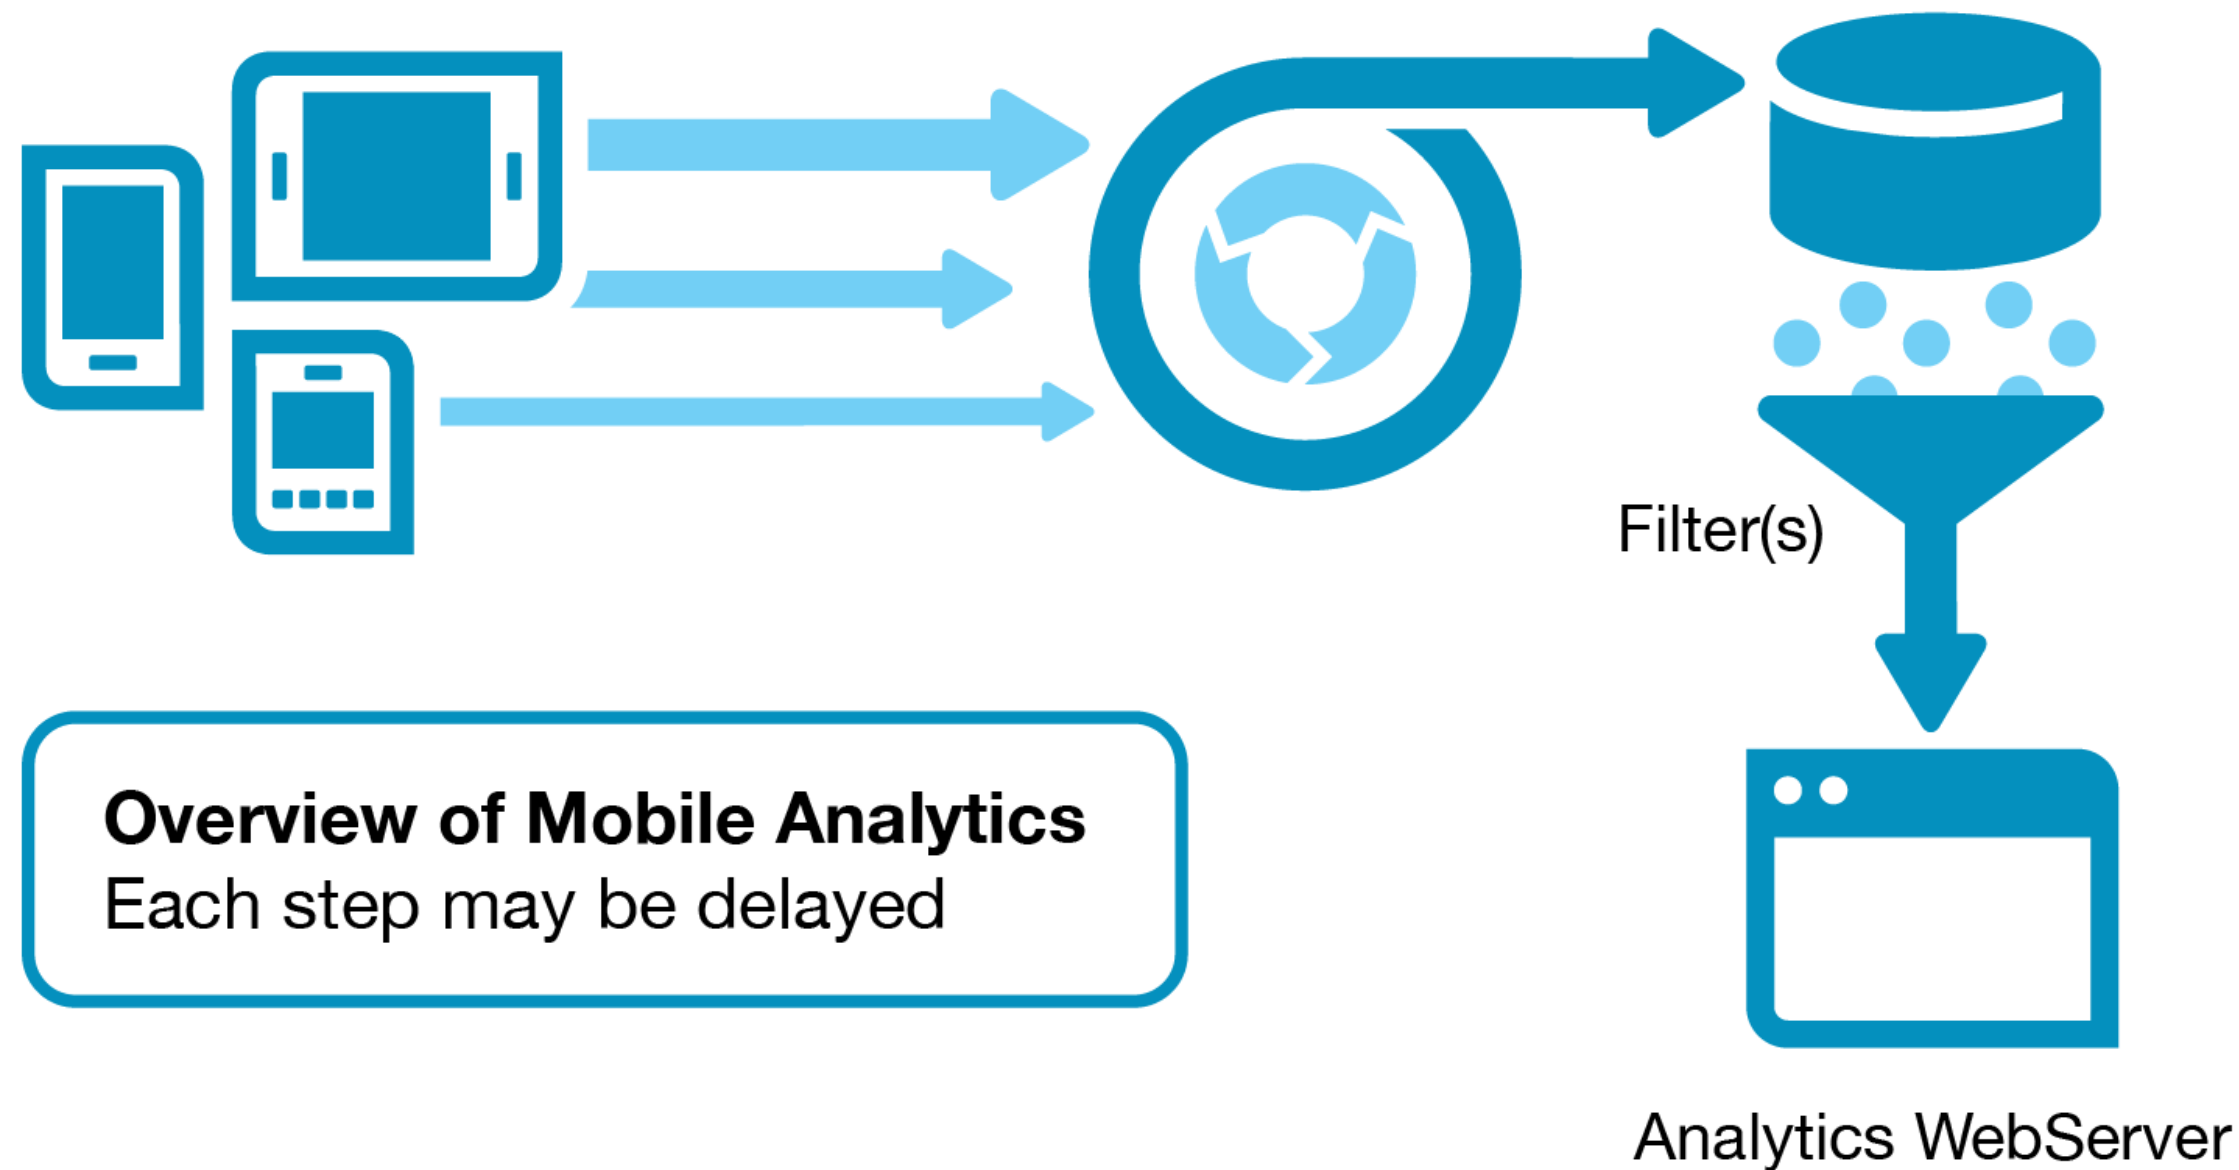 Filter(s)
Overview of Mobile Analytics
Each step may be delayed
Analytics WebServer